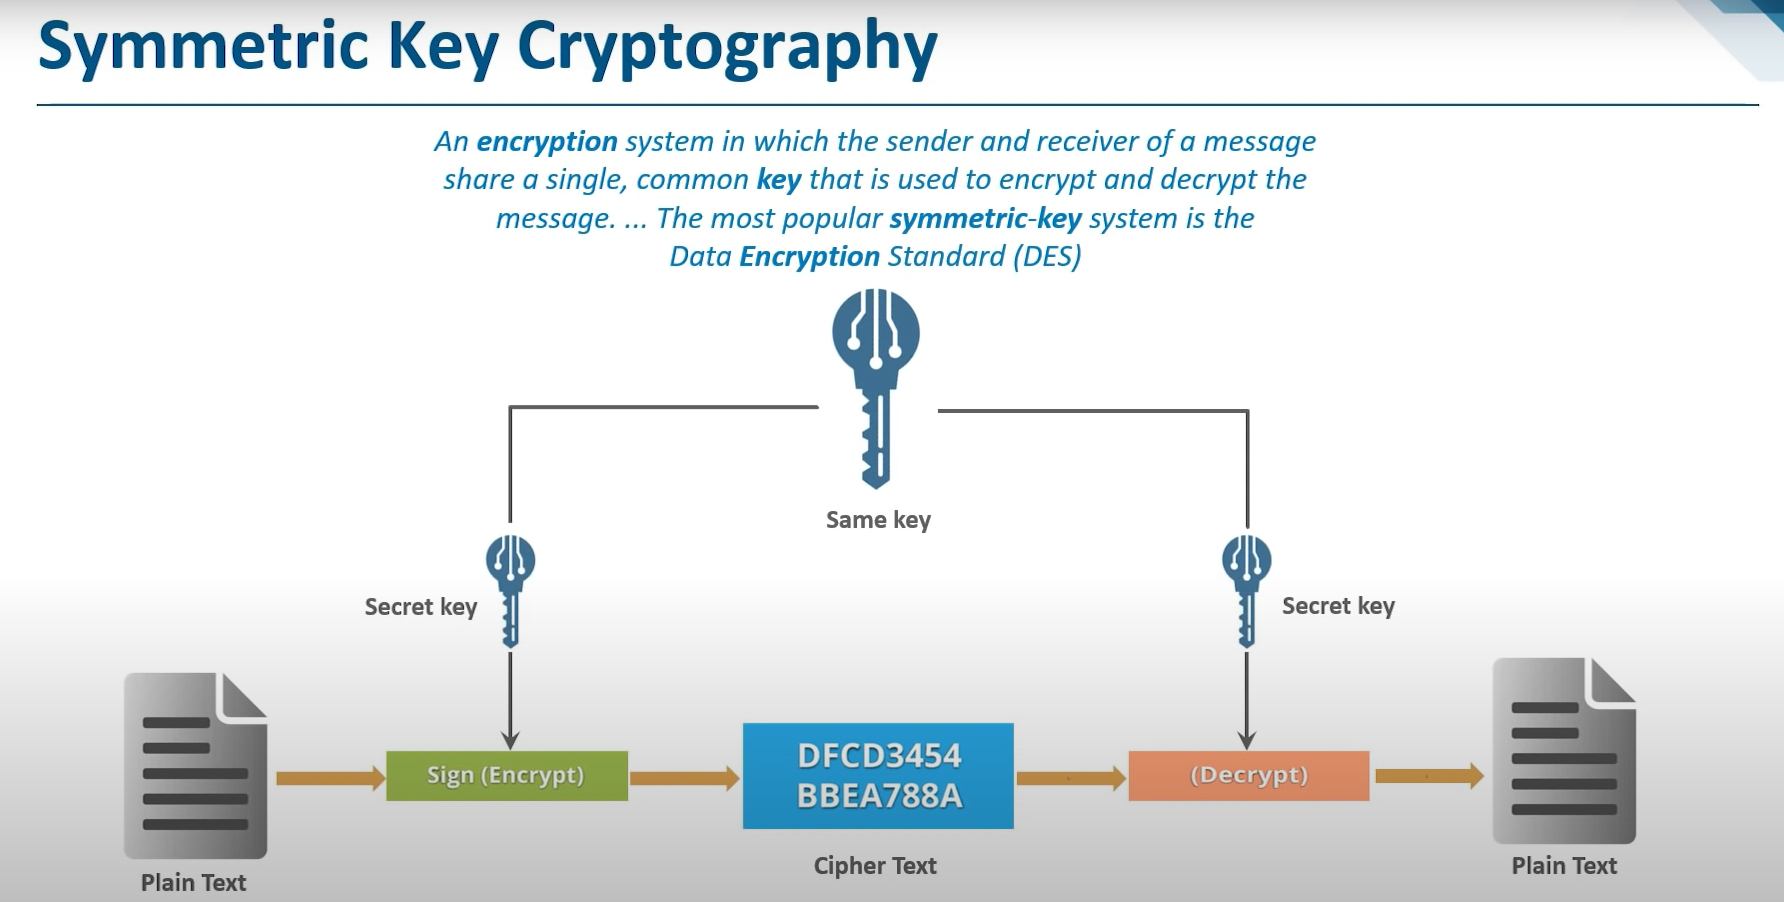 Symmetric Key Cryptography
An encryption system in which the sender and receiver of a message
share a single, common key that is used to encrypt and decrypt the
message. ... The most popular symmetric-key system is the
Data Encryption Standard (DES)
Same key
Secret key
Secret key
Sign (Encrypt)
DFCD3454
BBEA788A
(Decrypt)
Plain Text
Cipher Text
Plain Text